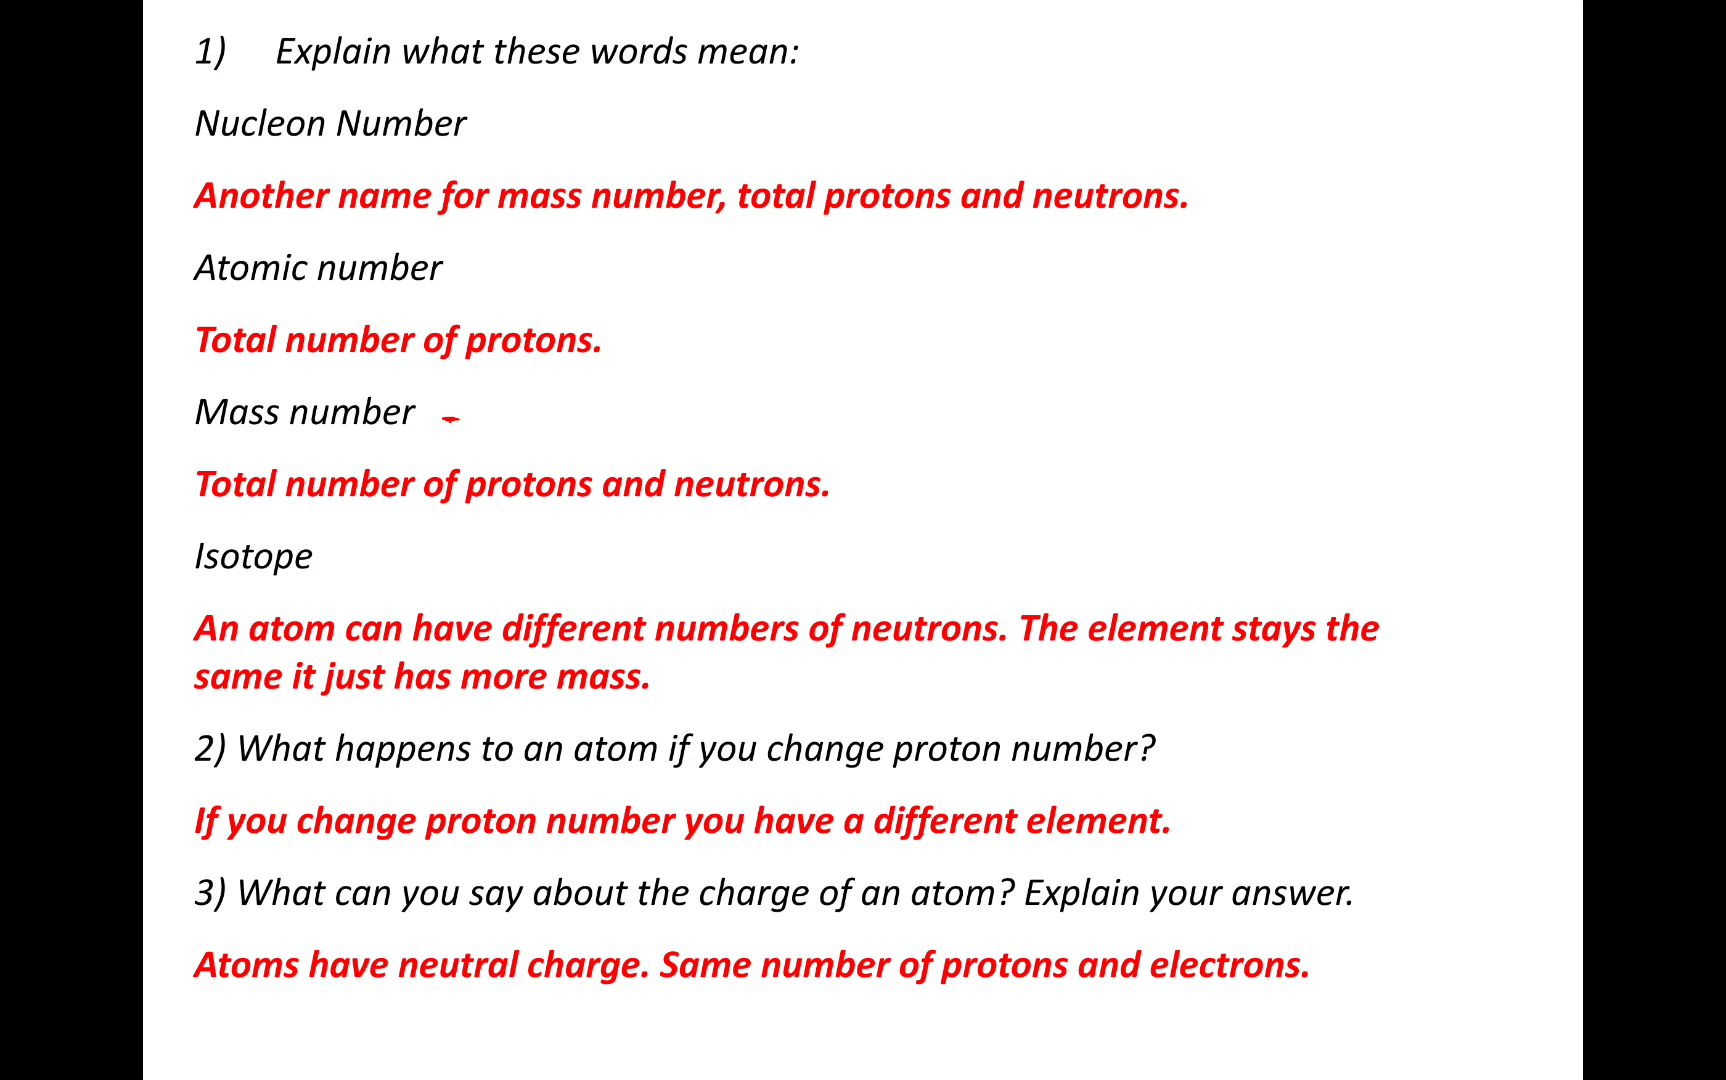 1) Explain what these words mean:
Nucleon Number
Another name for mass number, total protons and neutrons.
Atomic number
Total number of protons.
Mass number
Total number of protons and neutrons.
Isotope
An atom can have different numbers of neutrons. The element stays the
same it just has more mass.
2) What happens to an atom if you change proton number?
If you change proton number you have a different element.
3) What can you say about the charge of an atom? Explain your answer.
Atoms have neutral charge. Same number of protons and electrons.